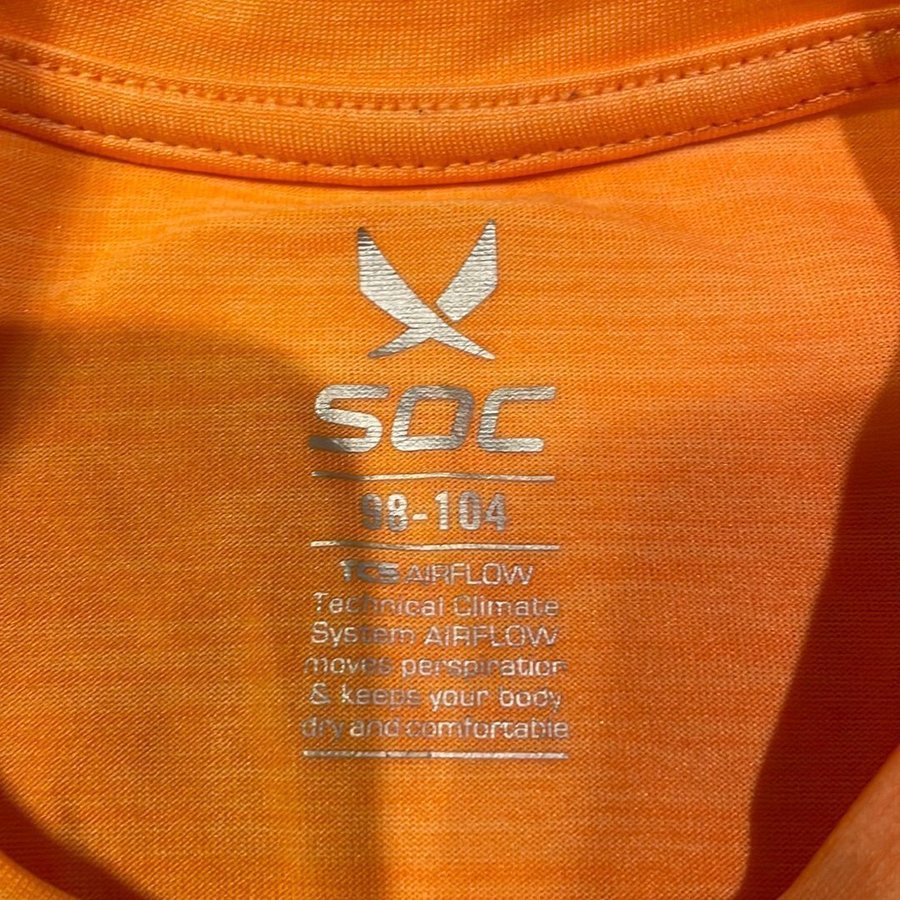 SOC
98-104
TCS AIRFLOW
Technical Climate
System AIRFLOW
moves perspiration
& keeps your body
dry and comfortable